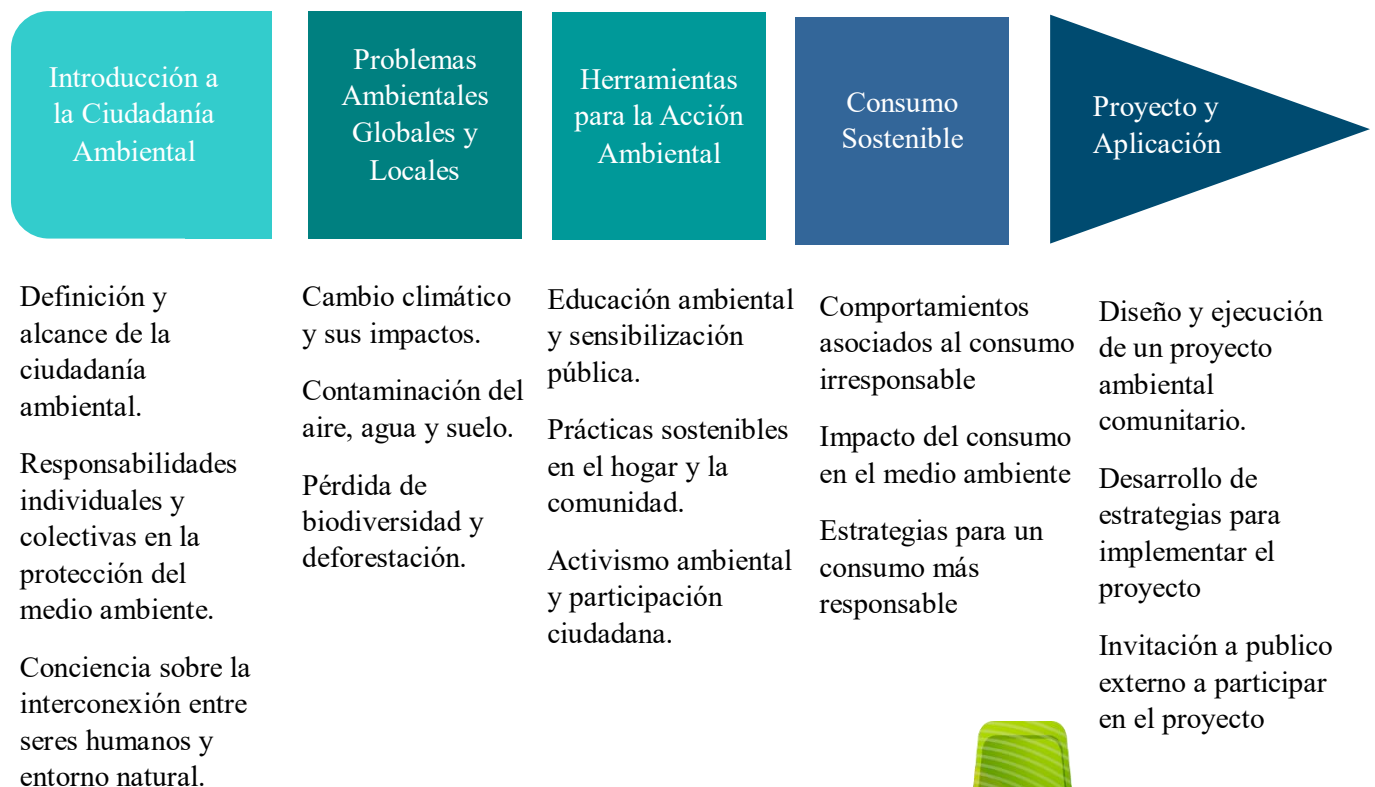 Introducción a
la Ciudadanía
Ambiental
Problemas
Ambientales
Globales y
Locales
Herramientas
para la Acción
Ambiental
Consumo
Sostenible
Proyecto y
Aplicación
Definición y
alcance de la
ciudadanía
ambiental.
Responsabilidades
individuales y
colectivas en la
protección del
medio ambiente.
Conciencia sobre la
interconexión entre
seres humanos y
entorno natural.
Cambio climático
y sus impactos.
Contaminación del
aire, agua y suelo.
Pérdida de
biodiversidad y
deforestación.
Educación ambiental
y sensibilización
pública.
Prácticas sostenibles
en el hogar y la
comunidad.
Activismo ambiental
y participación
ciudadana.
Comportamientos
asociados al consumo
irresponsable
Impacto del consumo
en el medio ambiente
Estrategias para un
consumo más
responsable
Diseño y ejecución
de un proyecto
ambiental
comunitario.
Desarrollo de
estrategias para
implementar el
proyecto
Invitación a publico
externo a participar
en el proyecto